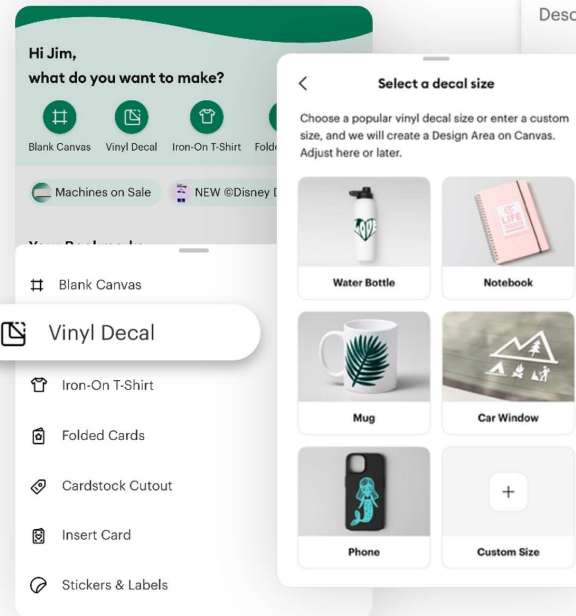 Desc
Hi Jim,
what do you want to make?
Blank Canvas
Vinyl Decal
Iron-On T-Shirt
Folde
Machines on Sale
NEW ©Disney
Blank Canvas
Vinyl Decal
Iron-On T-Shirt
Folded Cards
Cardstock Cutout
Insert Card
Stickers & Labels
Select a decal size
Choose a popular vinyl decal size or enter a custom
size, and we will create a Design Area on Canvas.
Adjust here or later.
LIFE
Water Bottle
Notebook
Mug
Car Window
Phone
Custom Size